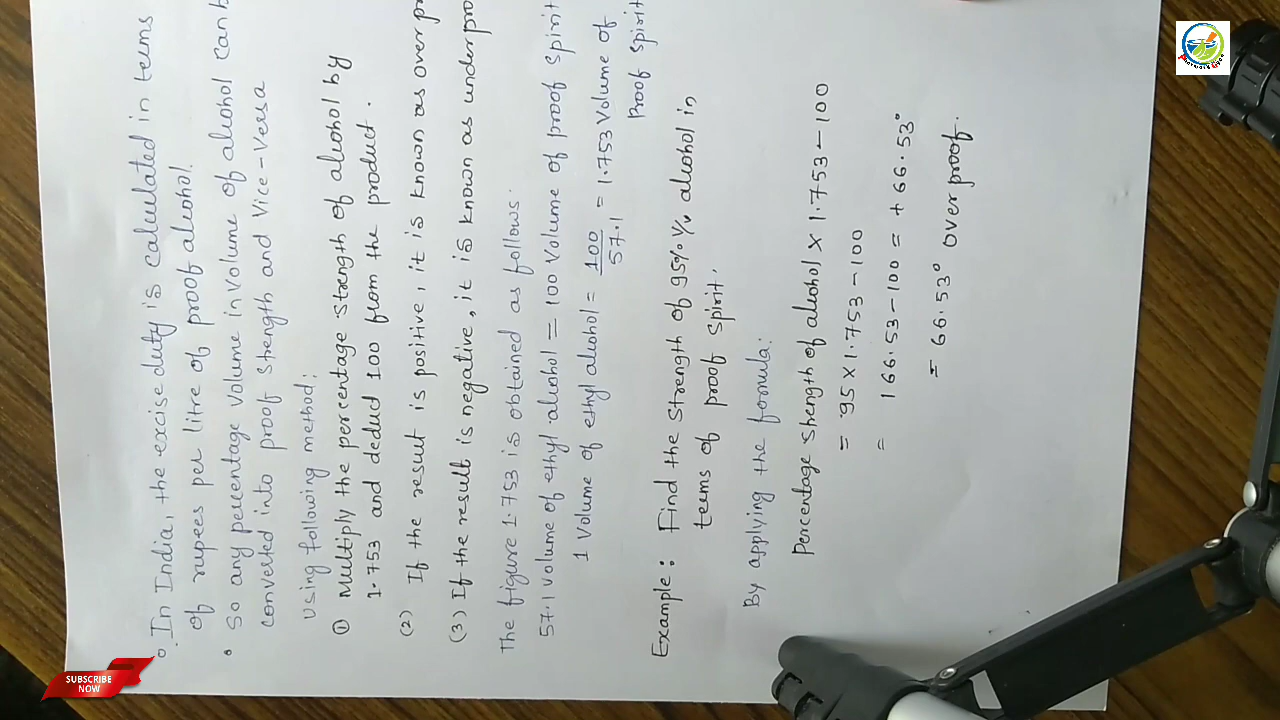 In India, the excise duty is calculated in terms
of rupees per litre of proof alcohol.
So any percentage volume in volume of alcohol can b
converted into proof strength and Vice-Versa
using following method:
① Multiply the percentage strength of alcohol by
1.753 and deduct 100 from the product.
(2) If the result is positive, it is known as over pr
(3) If the result is negative, it is known as under pro
The figure 1.753 is obtained as follows.
57.1 volume of ethyl alcohol = 100 Volume of proof spirit
1 Volume of ethyl alcohol = 100/57.1 = 1.753 Volume of
Proof spirit
Example: Find the Strength of 95% V/v alcohol in
terms of proof spirit.
By applying the formula:
Percentage strength of alcohol × 1.753 – 100
= 95 × 1.753 – 100
= 166.53 – 100 = + 66.53°
= 66.53° over proof.
SUBSCRIBE
NOW